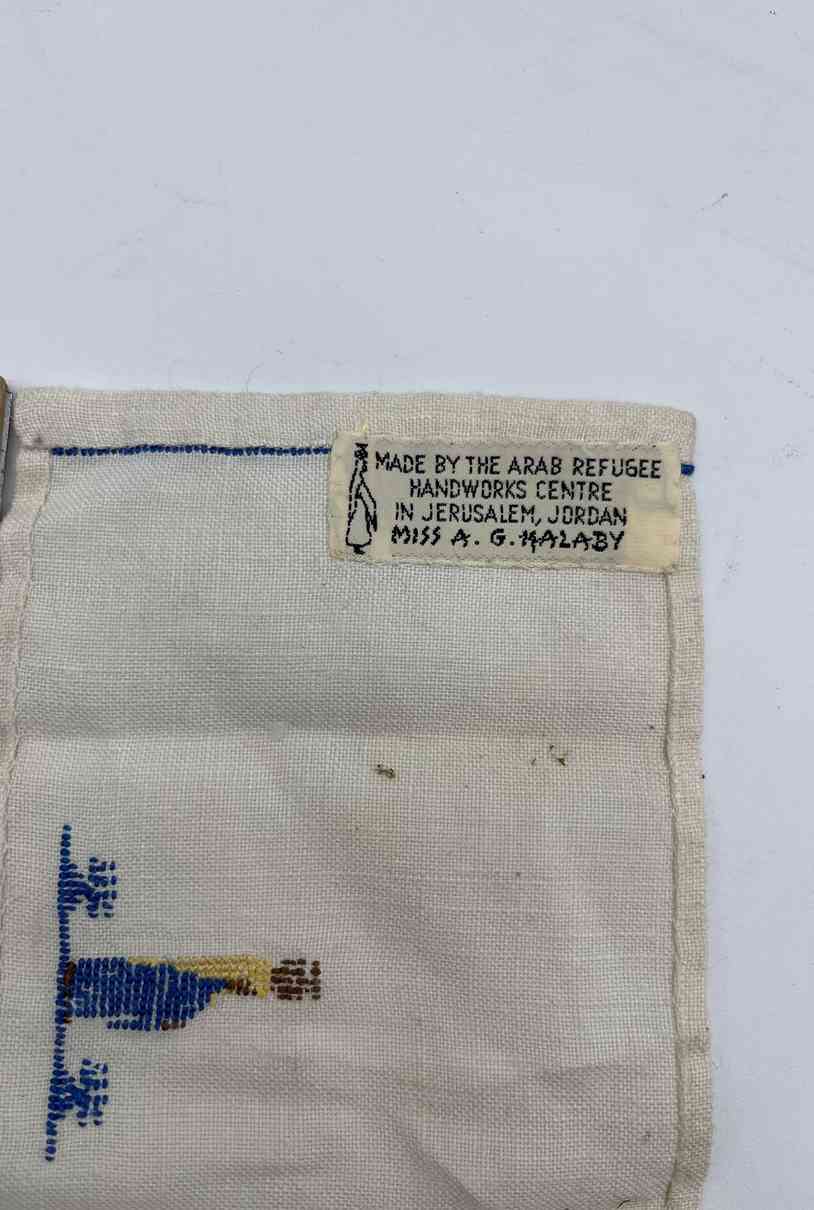 MADE BY THE ARAB REFUGEE
HANDWORKS CENTRE
IN JERUSALEM, JORDAN
MISS A. G. HALABY